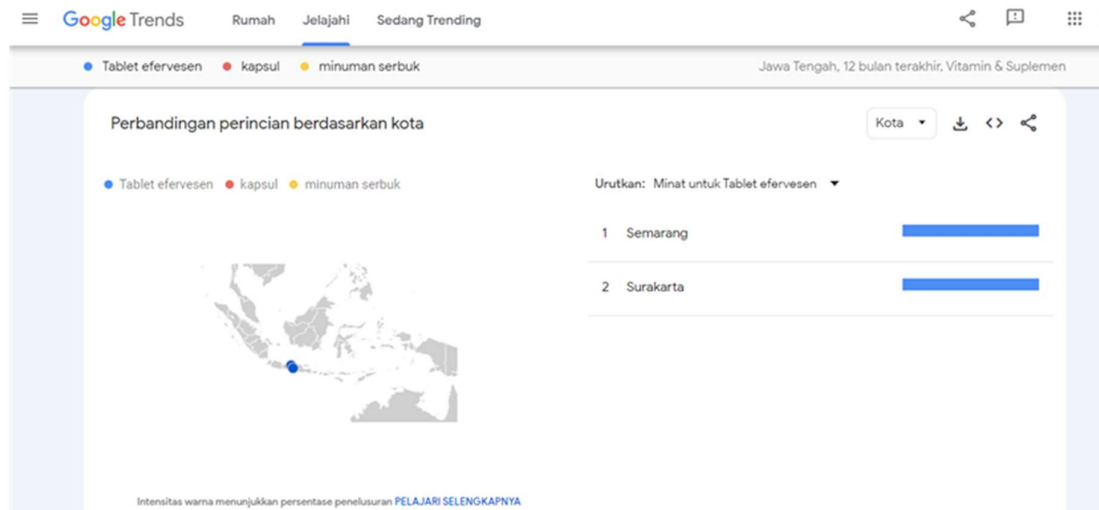 Google Trends Rumah Jelajahi Sedang Trending
Tablet efervesen kapsul minuman serbuk Jawa Tengah, 12 bulan terakhir, Vitamin & Suplemen
Perbandingan perincian berdasarkan kota Kota
Tablet efervesen kapsul minuman serbuk Urutkan: Minat untuk Tablet efervesen
1 Semarang
2 Surakarta
Intensitas warna menunjukkan persentase penelusuran PELAJARI SELENGKAPNYA